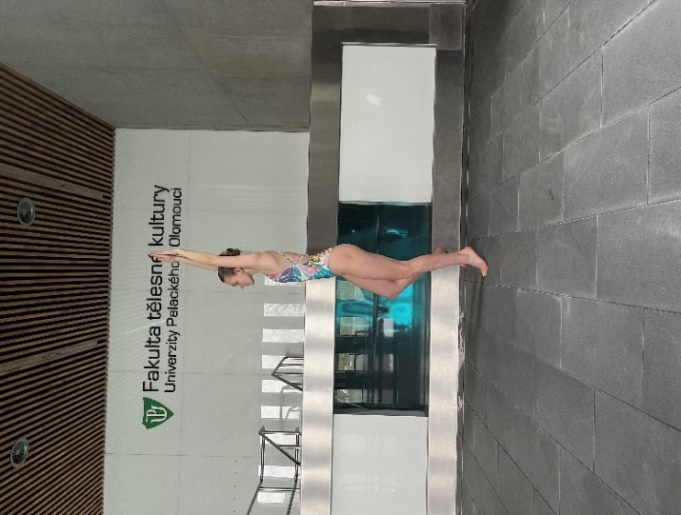 Fakulta tělesné kultury
Univerzity Palackého Olomouci